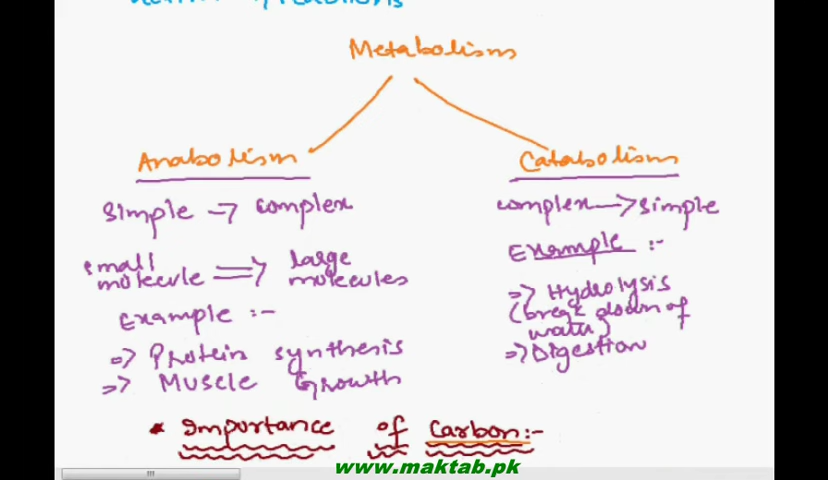 Metabolism
Anabolism
Simple → complex
small molecule ⇒ large molecules
Example :-
⇒ Protein synthesis
⇒ Muscle Growth
Catabolism
complex → simple
Example :-
⇒ Hydrolysis
(break down of
water)
⇒ Digestion
* Importance of Carbon:-
www.maktab.pk